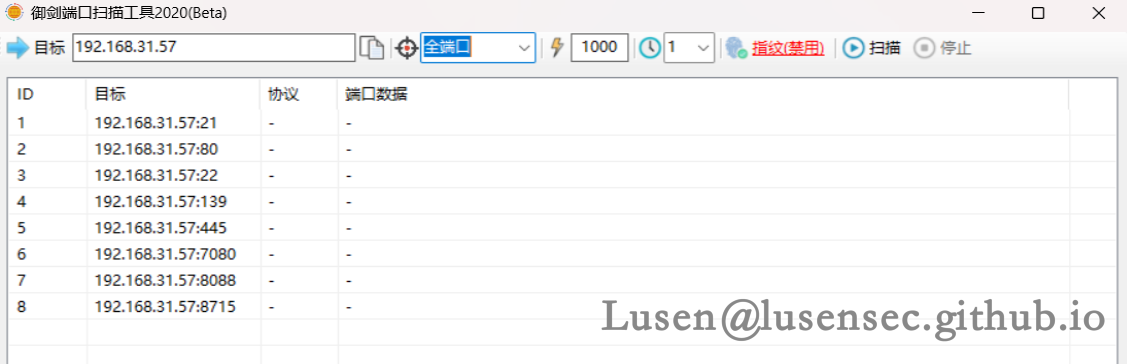 御剑端口扫描工具2020(Beta)
目标 192.168.31.57 全端口 1000 1 指纹(禁用) 扫描 停止
ID 目标 协议 端口数据
1 192.168.31.57:21 - -
2 192.168.31.57:80 - -
3 192.168.31.57:22 - -
4 192.168.31.57:139 - -
5 192.168.31.57:445 - -
6 192.168.31.57:7080 - -
7 192.168.31.57:8088 - -
8 192.168.31.57:8715 - -
Lusen@lusensec.github.io